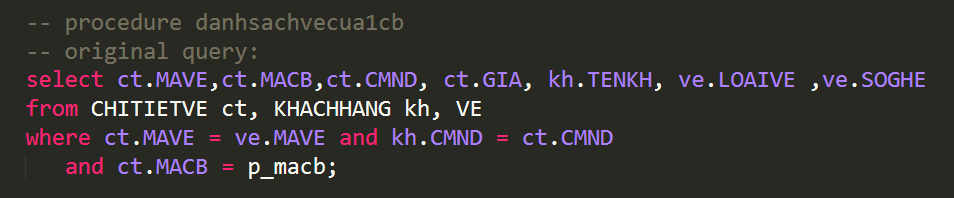 -- procedure danhsachvecua1cb
-- original query:
select ct.MAVE,ct.MACB,ct.CMND, ct.GIA, kh.TENKH, ve.LOAIVE ,ve.SOGHE
from CHITIETVE ct, KHACHHANG kh, VE
where ct.MAVE = ve.MAVE and kh.CMND = ct.CMND
and ct.MACB = p_macb;